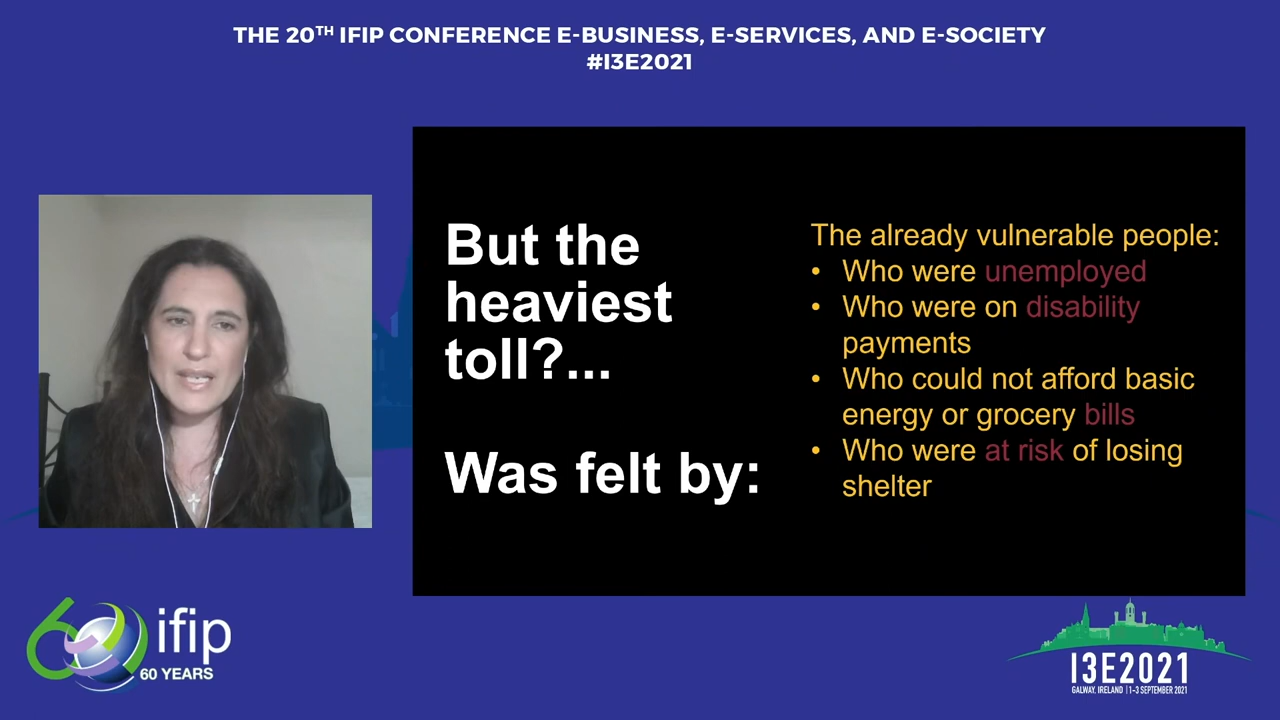 THE 20TH IFIP CONFERENCE E-BUSINESS, E-SERVICES, AND E-SOCIETY
#I3E2021
But the
heaviest
toll?...
Was felt by:
The already vulnerable people:
• Who were unemployed
• Who were on disability
payments
• Who could not afford basic
energy or grocery bills
• Who were at risk of losing
shelter
60 ifip
60 YEARS
I3E2021
GALWAY, IRELAND | 1-3 SEPTEMBER 2021